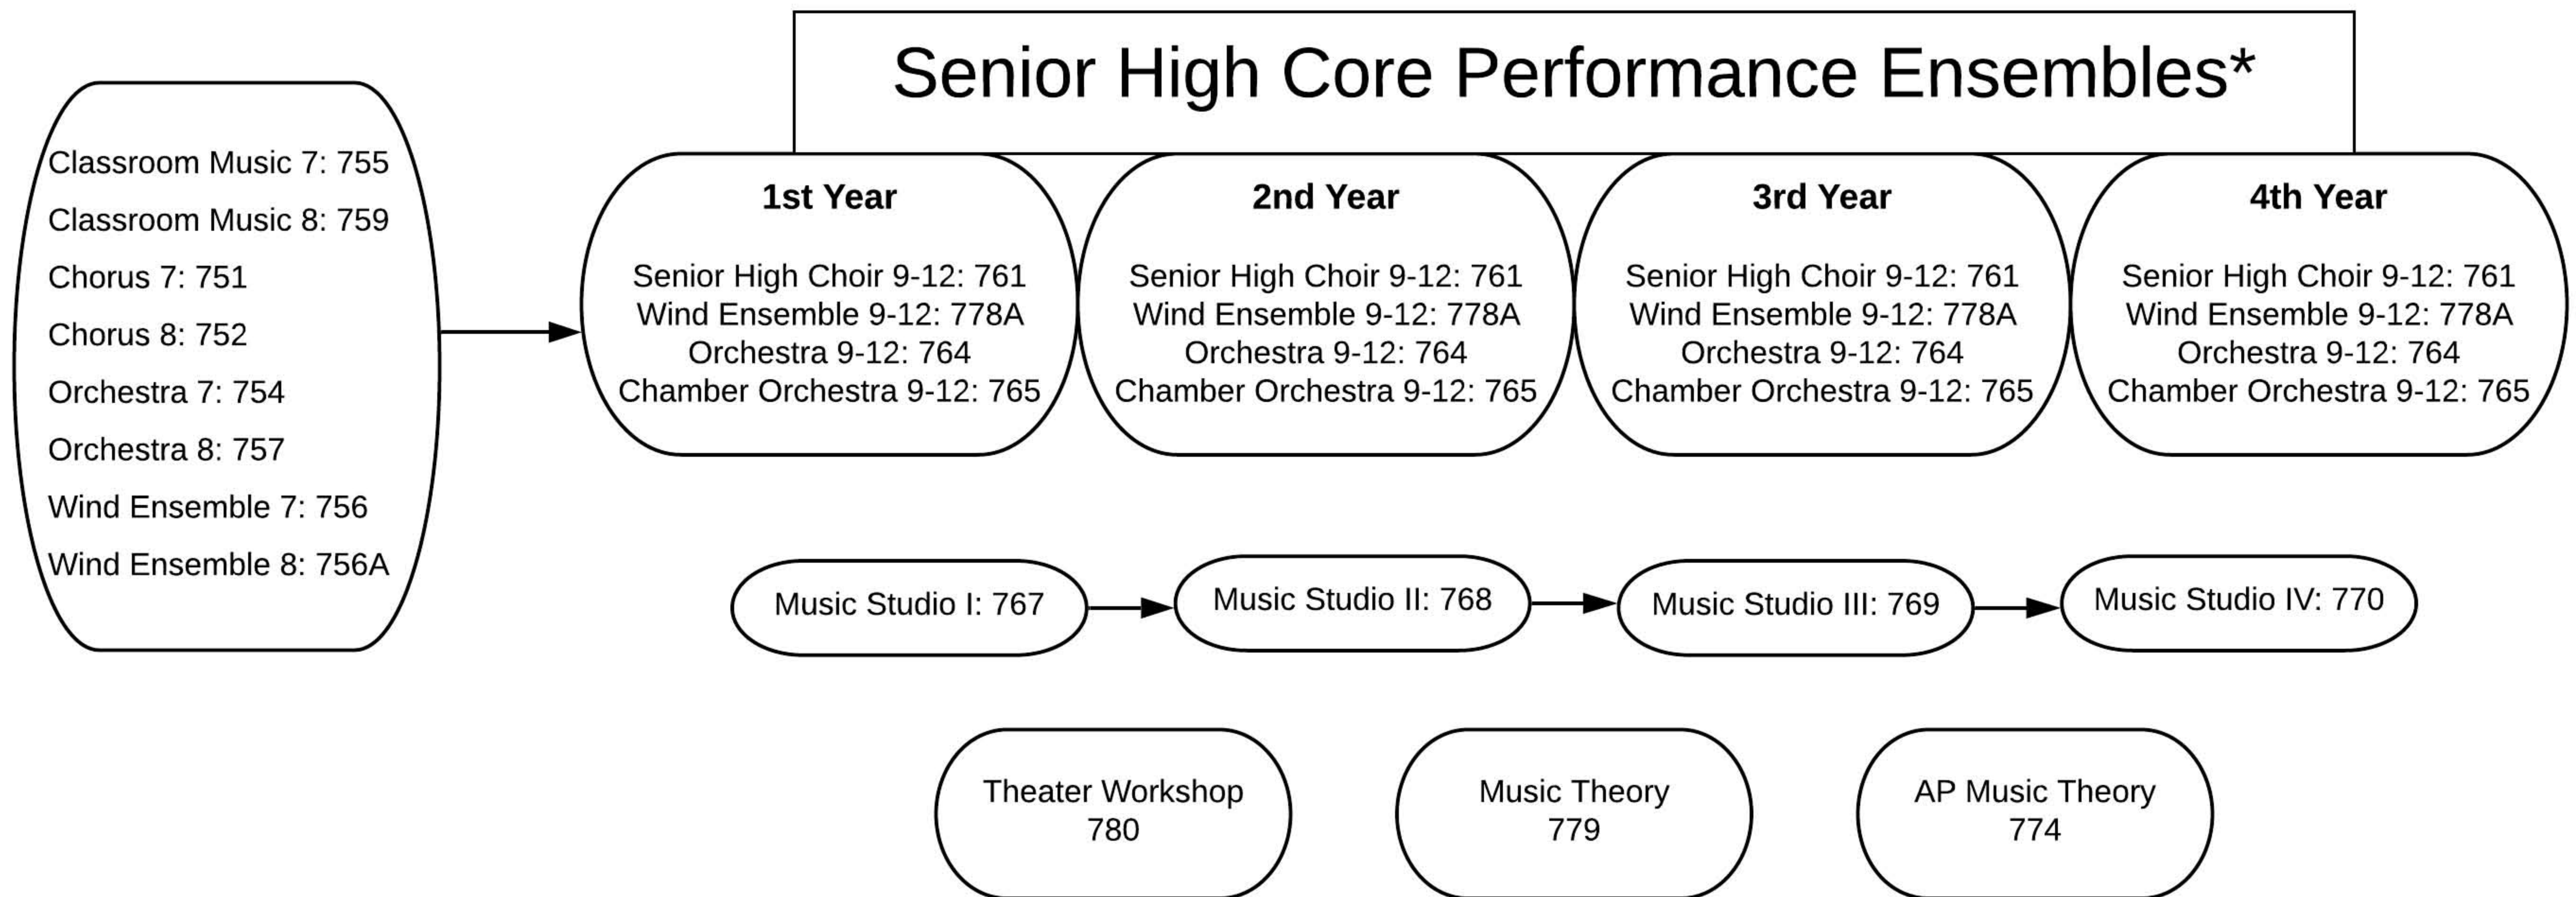 Senior High Core Performance Ensembles*
Classroom Music 7: 755
Classroom Music 8: 759
Chorus 7: 751
Chorus 8: 752
Orchestra 7: 754
Orchestra 8: 757
Wind Ensemble 7: 756
Wind Ensemble 8: 756A
1st Year
Senior High Choir 9-12: 761
Wind Ensemble 9-12: 778A
Orchestra 9-12: 764
Chamber Orchestra 9-12: 765
2nd Year
Senior High Choir 9-12: 761
Wind Ensemble 9-12: 778A
Orchestra 9-12: 764
Chamber Orchestra 9-12: 765
3rd Year
Senior High Choir 9-12: 761
Wind Ensemble 9-12: 778A
Orchestra 9-12: 764
Chamber Orchestra 9-12: 765
4th Year
Senior High Choir 9-12: 761
Wind Ensemble 9-12: 778A
Orchestra 9-12: 764
Chamber Orchestra 9-12: 765
Music Studio I: 767
Music Studio II: 768
Music Studio III: 769
Music Studio IV: 770
Theater Workshop
780
Music Theory
779
AP Music Theory
774